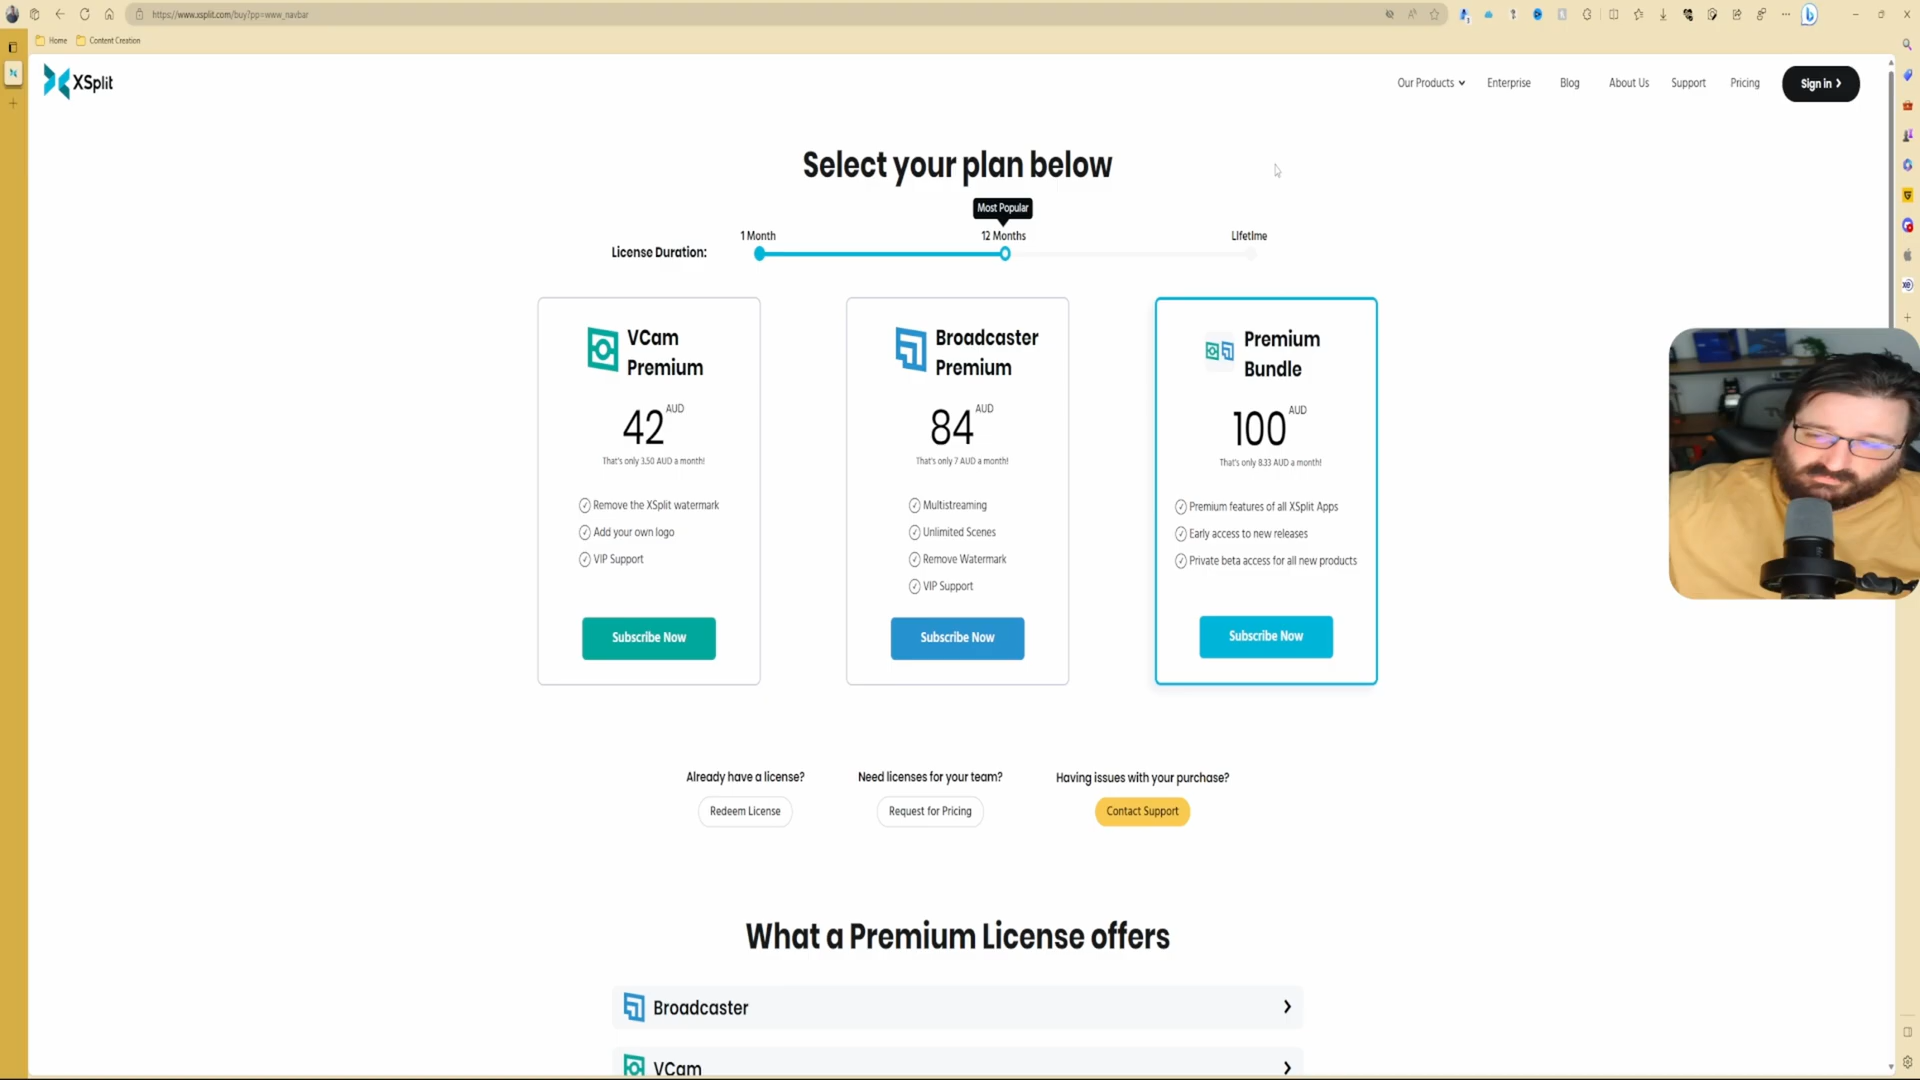 https://www.xsplit.com/buy?pp=www_navbar
Home
Content Creation
XSplit
Our Products
Enterprise
Blog
About Us
Support
Pricing
Sign in
Select your plan below
Most Popular
1 Month
12 Months
Lifetime
License Duration:
VCam
Premium
42 AUD
That's only 3.50 AUD a month!
Remove the XSplit watermark
Add your own logo
VIP Support
Subscribe Now
Broadcaster
Premium
84 AUD
That's only 7 AUD a month!
Multistreaming
Unlimited Scenes
Remove Watermark
VIP Support
Subscribe Now
Premium
Bundle
100 AUD
That's only 8.33 AUD a month!
Premium features of all XSplit Apps
Early access to new releases
Private beta access for all new products
Subscribe Now
Already have a license?
Redeem License
Need licenses for your team?
Request for Pricing
Having issues with your purchase?
Contact Support
What a Premium License offers
Broadcaster
VCam